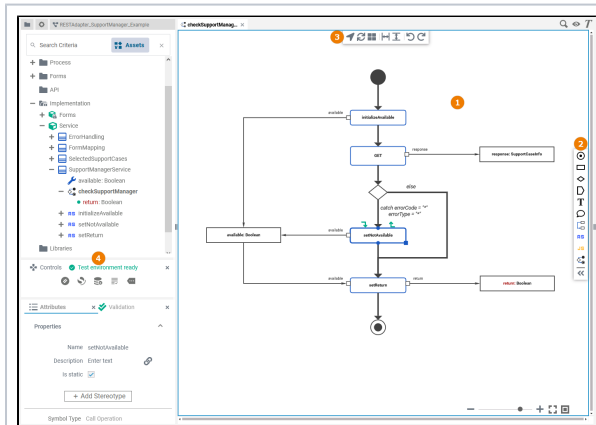 RESTAdapter_SupportManager_Example
Search Criteria
Assets
Process
Forms
API
Implementation
Forms
Service
ErrorHandling
FormMapping
SelectedSupportCases
SupportManagerService
available: Boolean
checkSupportManager
return: Boolean
initializeAvailable
setNotAvailable
setReturn
Libraries
4
Controls
Test environment ready
Attributes
Validation
Properties
Name setNotAvailable
Description Enter text
Is static
+ Add Stereotype
Symbol Type Call Operation
checkSupportManag...
3
1
2
available
initializeAvailable
GET
response
response: SupportCaseInfo
else
catch errorCode = "*"
errorType = "*"
available: Boolean
available
setNotAvailable
available
setReturn
return
return: Boolean
T
T